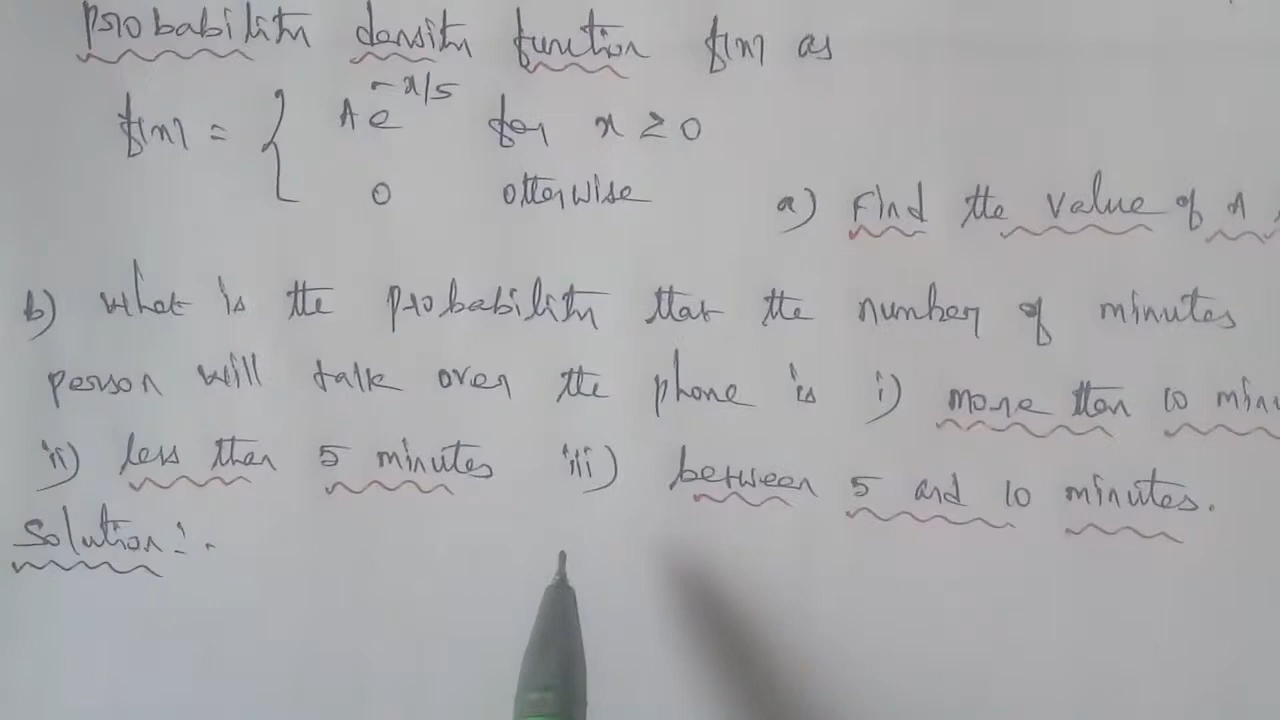 probability density function f(x) as
f(x) = { A e^-x/5 for x ≥ 0
0 otherwise
a) Find the value of A
b) what is the probability that the number of minutes
person will talk over the phone is i) more than 10
ii) less than 5 minutes iii) between 5 and 10 minutes.
Solution:-